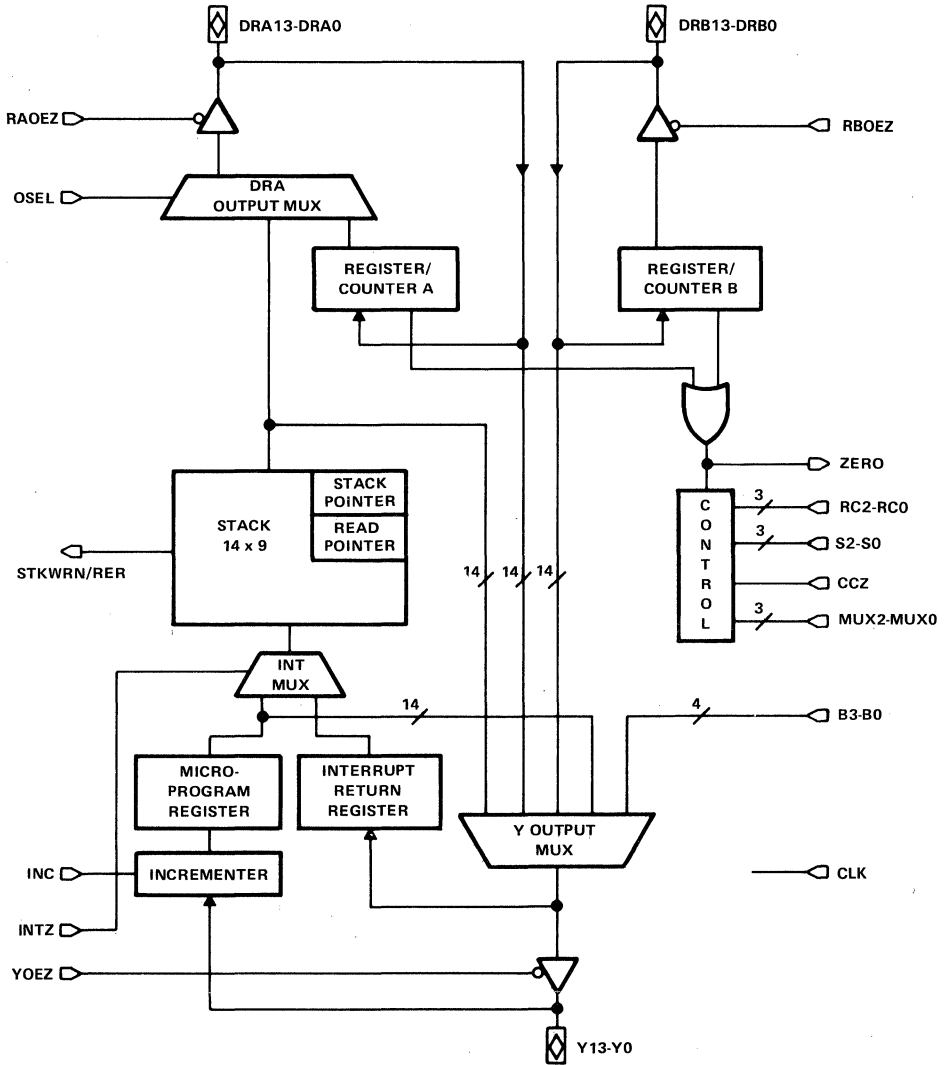 DRA13-DRA0
DRB13-DRB0
RAOEZ
RBOEZ
OSEL
DRA
OUTPUT MUX
REGISTER/
COUNTER A
REGISTER/
COUNTER B
ZERO
STACK
POINTER
READ
POINTER
STACK
14 x 9
CONTROL
3
RC2-RC0
3
S2-S0
CCZ
3
MUX2-MUX0
STKWRN/RER
14
14
14
INT
MUX
14
4
B3-B0
MICRO-
PROGRAM
REGISTER
INTERRUPT
RETURN
REGISTER
Y OUTPUT
MUX
INC
INCREMENTER
CLK
INTZ
YOEZ
Y13-Y0